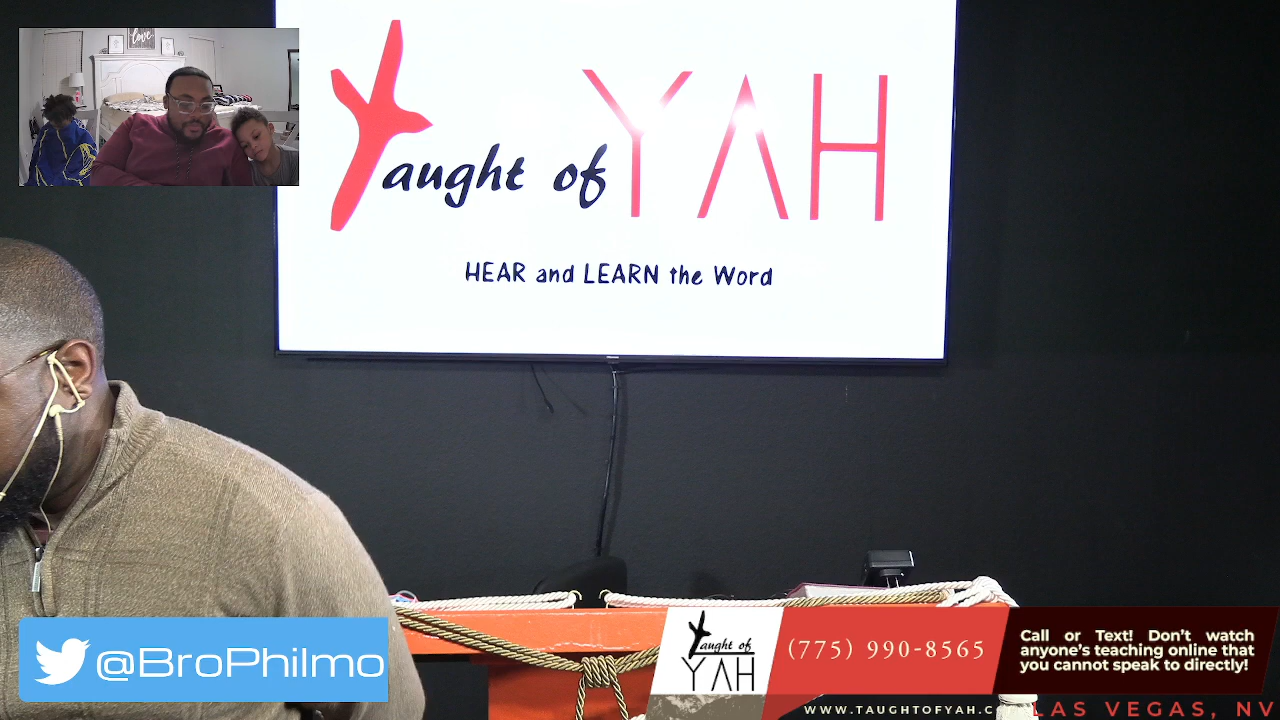 love
Taught of YAH
HEAR and LEARN the Word
@BroPhilmo
Taught of
YAH
(775) 990-8565
Call or Text! Don't watch
anyone's teaching online that
you cannot speak to directly!
WWW.TAUGHTOFYAH.C
LAS VEGAS, NV